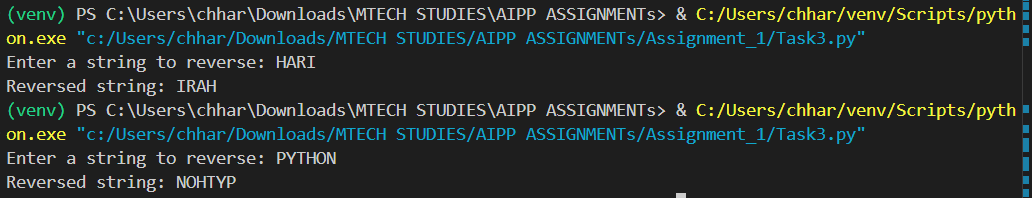 (venv) PS C:\Users\chhar\Downloads\MTECH STUDIES\AIPP ASSIGNMENTs> & C:/Users/chhar/venv/Scripts/pyth
on.exe "c:/Users/chhar/Downloads/MTECH STUDIES/AIPP ASSIGNMENTs/Assignment_1/Task3.py"
Enter a string to reverse: HARI
Reversed string: IRAH
(venv) PS C:\Users\chhar\Downloads\MTECH STUDIES\AIPP ASSIGNMENTs> & C:/Users/chhar/venv/Scripts/pyth
on.exe "c:/Users/chhar/Downloads/MTECH STUDIES/AIPP ASSIGNMENTs/Assignment_1/Task3.py"
Enter a string to reverse: PYTHON
Reversed string: NOHTYP